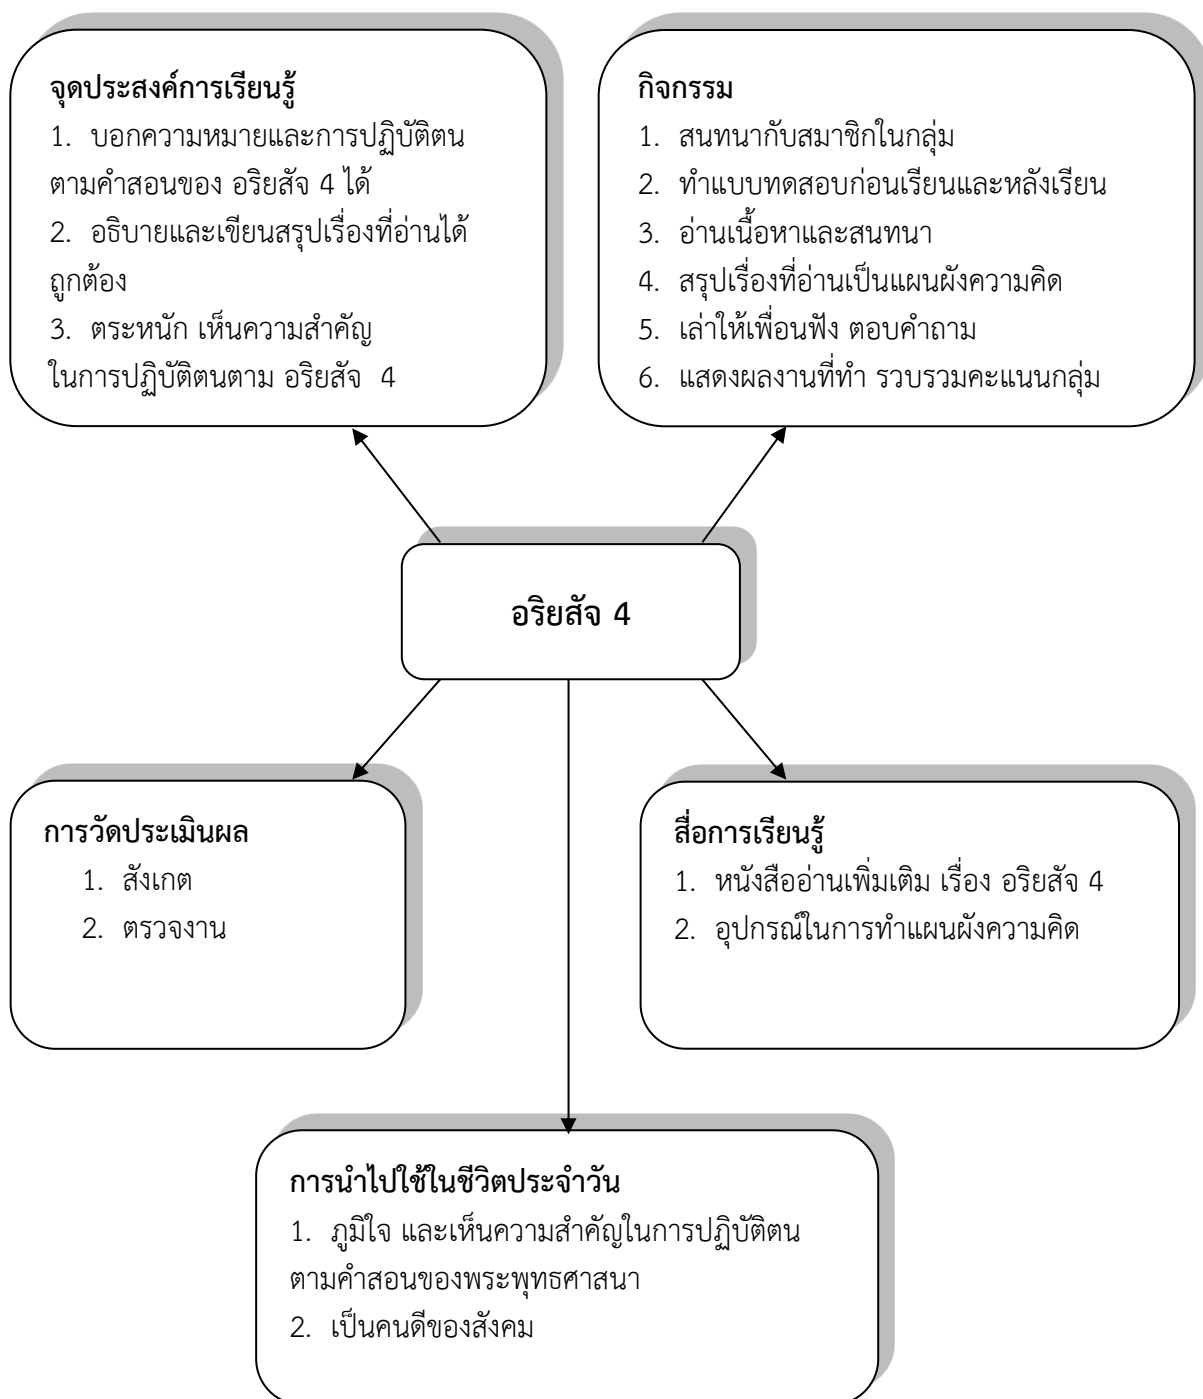 จุดประสงค์การเรียนรู้
1. บอกความหมายและการปฏิบัติตน
ตามคำสอนของ อริยสัจ 4 ได้
2. อธิบายและเขียนสรุปเรื่องที่อ่านได้
ถูกต้อง
3. ตระหนัก เห็นความสำคัญ
ในการปฏิบัติตนตาม อริยสัจ 4
กิจกรรม
1. สนทนากับสมาชิกในกลุ่ม
2. ทำแบบทดสอบก่อนเรียนและหลังเรียน
3. อ่านเนื้อหาและสนทนา
4. สรุปเรื่องที่อ่านเป็นแผนผังความคิด
5. เล่าให้เพื่อนฟัง ตอบคำถาม
6. แสดงผลงานที่ทำ รวบรวมคะแนนกลุ่ม
อริยสัจ 4
การวัดประเมินผล
1. สังเกต
2. ตรวจงาน
สื่อการเรียนรู้
1. หนังสืออ่านเพิ่มเติม เรื่อง อริยสัจ 4
2. อุปกรณ์ในการทำแผนผังความคิด
การนำไปใช้ในชีวิตประจำวัน
1. ภูมิใจ และเห็นความสำคัญในการปฏิบัติตน
ตามคำสอนของพระพุทธศาสนา
2. เป็นคนดีของสังคม